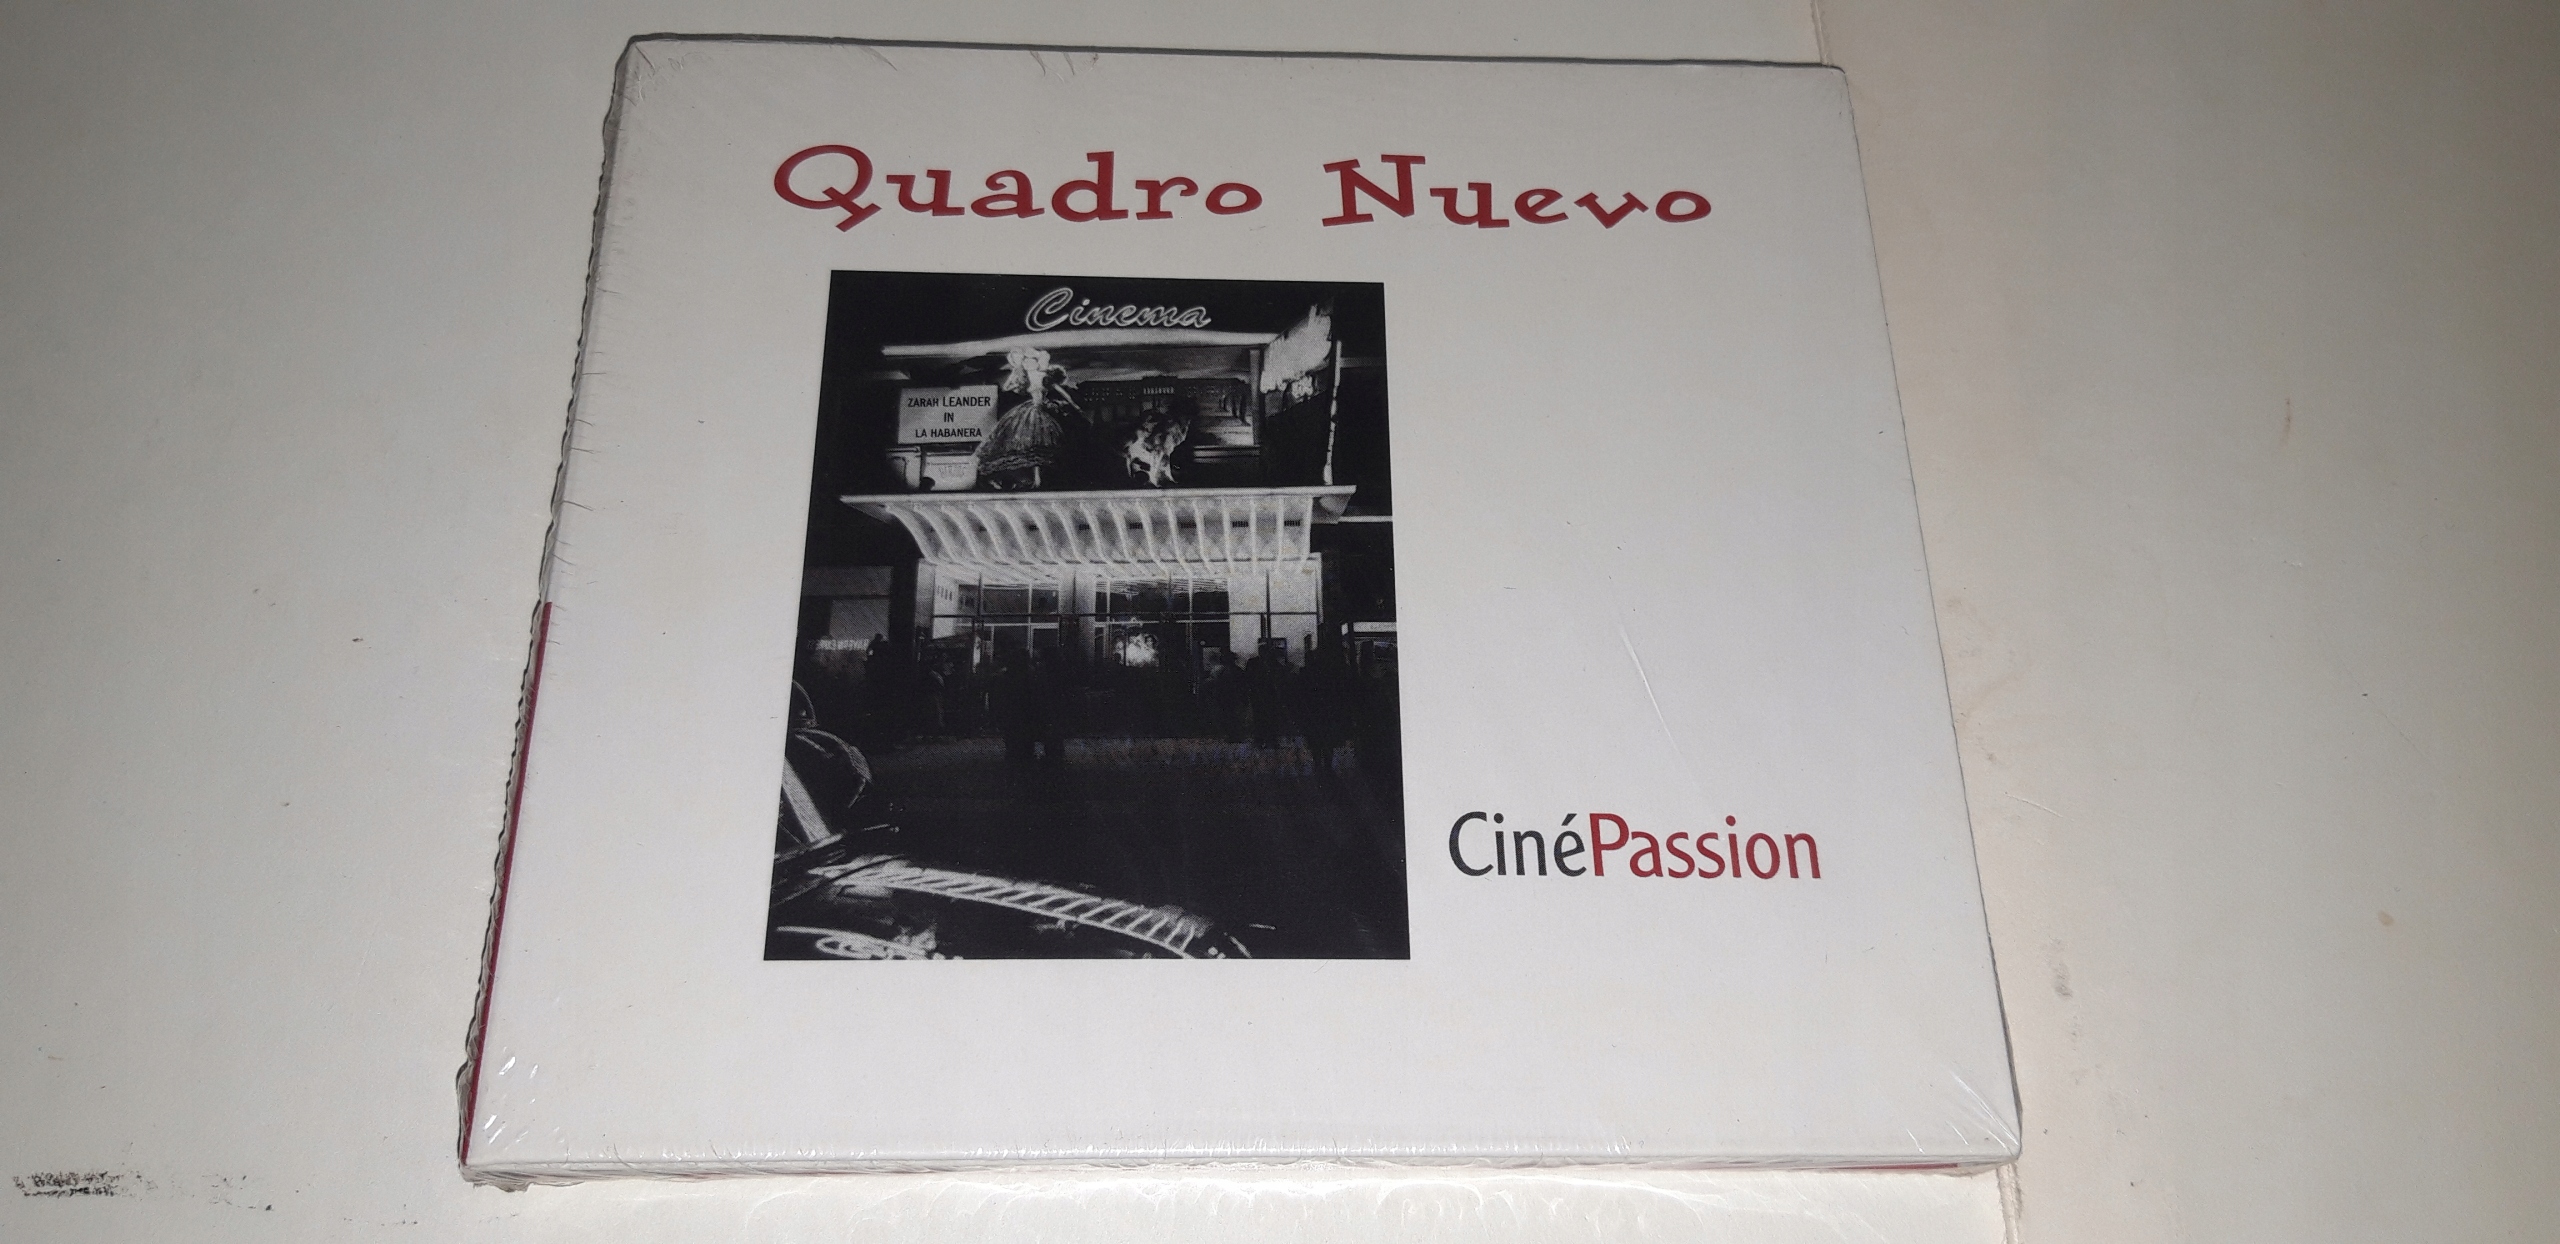 Quadro Nuevo
Cinema
ZARAH LEANDER
IN
LA HABANERA
CinéPassion